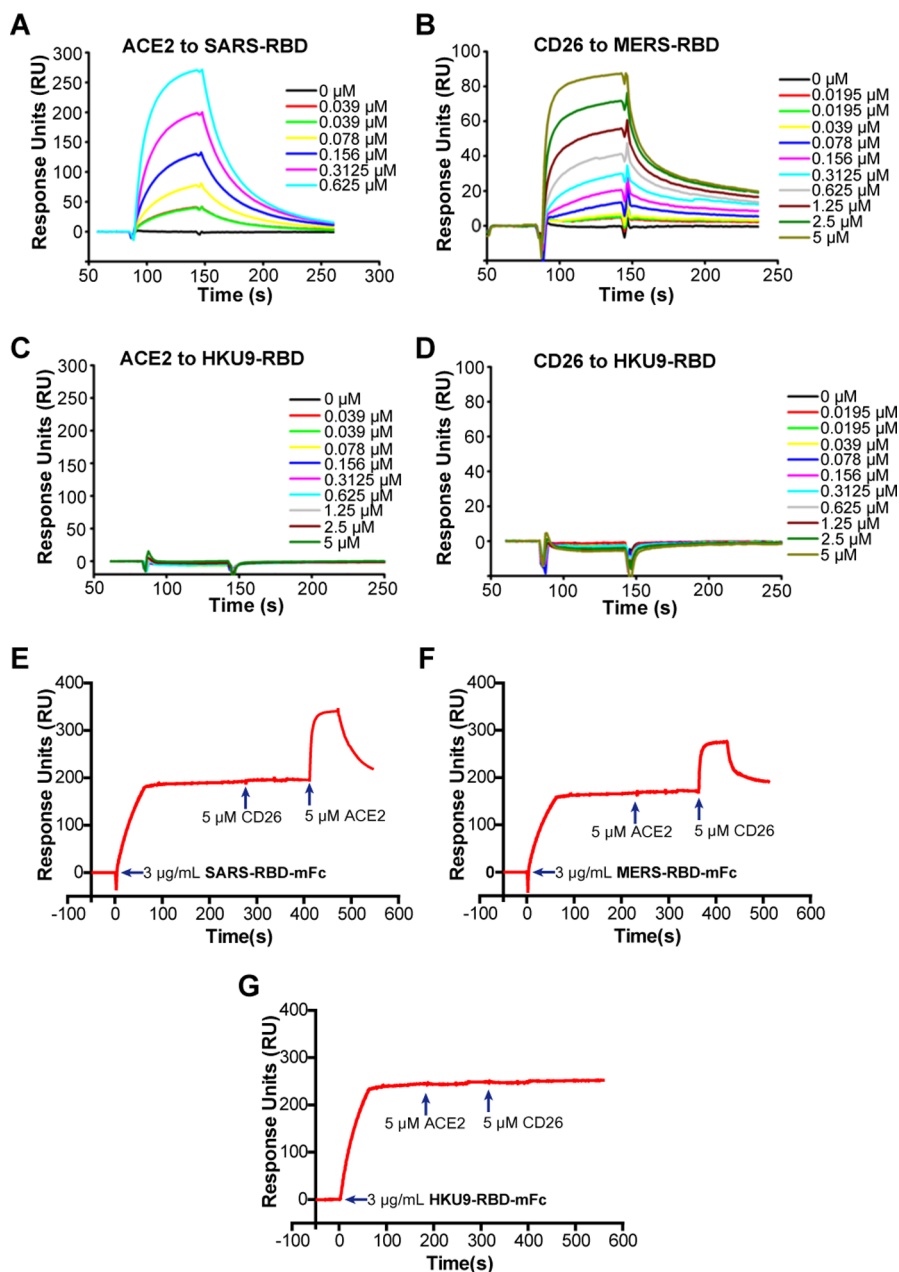 A
ACE2 to SARS-RBD
Response Units (RU)
300
250
200
150
100
50
0
50
100
150
200
250
300
Time (s)
0 µM
0.039 µM
0.039 µM
0.078 µM
0.156 µM
0.3125 µM
0.625 µM
B
CD26 to MERS-RBD
Response Units (RU)
100
80
60
40
20
0
50
100
150
200
250
Time (s)
0 µM
0.0195 µM
0.0195 µM
0.039 µM
0.078 µM
0.156 µM
0.3125 µM
0.625 µM
1.25 µM
2.5 µM
5 µM
C
ACE2 to HKU9-RBD
Response Units (RU)
300
250
200
150
100
50
0
50
100
150
200
250
Time (s)
0 µM
0.039 µM
0.039 µM
0.078 µM
0.156 µM
0.3125 µM
0.625 µM
1.25 µM
2.5 µM
5 µM
D
CD26 to HKU9-RBD
Response Units (RU)
100
80
60
40
20
0
50
100
150
200
250
Time (s)
0 µM
0.0195 µM
0.0195 µM
0.039 µM
0.078 µM
0.156 µM
0.3125 µM
0.625 µM
1.25 µM
2.5 µM
5 µM
E
Response Units (RU)
400
300
200
100
0
5 µM CD26
5 µM ACE2
3 µg/mL SARS-RBD-mFc
-100
0
100
200
300
400
500
600
Time(s)
F
Response Units (RU)
400
300
200
100
0
5 µM ACE2
5 µM CD26
3 µg/mL MERS-RBD-mFc
-100
0
100
200
300
400
500
600
Time(s)
G
Response Units (RU)
400
300
200
100
0
5 µM ACE2
5 µM CD26
3 µg/mL HKU9-RBD-mFc
-100
0
100
200
300
400
500
600
Time(s)